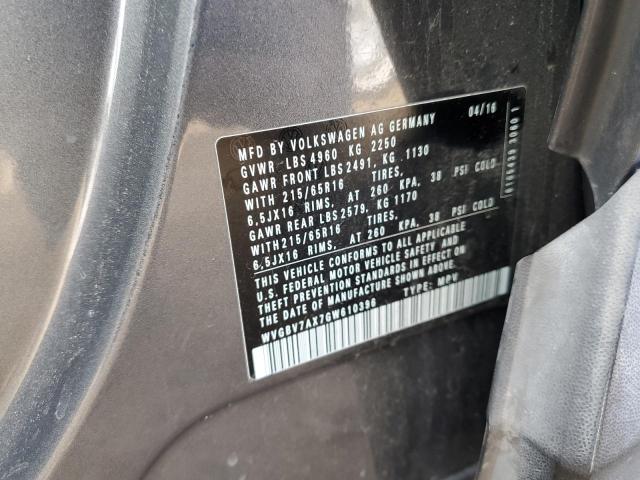 MFD BY VOLKSWAGEN AG GERMANY 04/16
GVWR LBS 4960 KG 2250
GAWR FRONT LBS 2491, KG 1130
WITH 215/65R16 TIRES,
6,5JX16 RIMS, AT 260 KPA, 38 PSI COLD
GAWR REAR LBS 2579, KG 1170
WITH 215/65R16 TIRES,
6,5JX16 RIMS, AT 260 KPA, 38 PSI COLD
THIS VEHICLE CONFORMS TO ALL APPLICABLE
U.S. FEDERAL MOTOR VEHICLE SAFETY AND
THEFT PREVENTION STANDARDS IN EFFECT ON
THE DATE OF MANUFACTURE SHOWN ABOVE.
WVGBV7AX7GW610396 TYPE: MPV